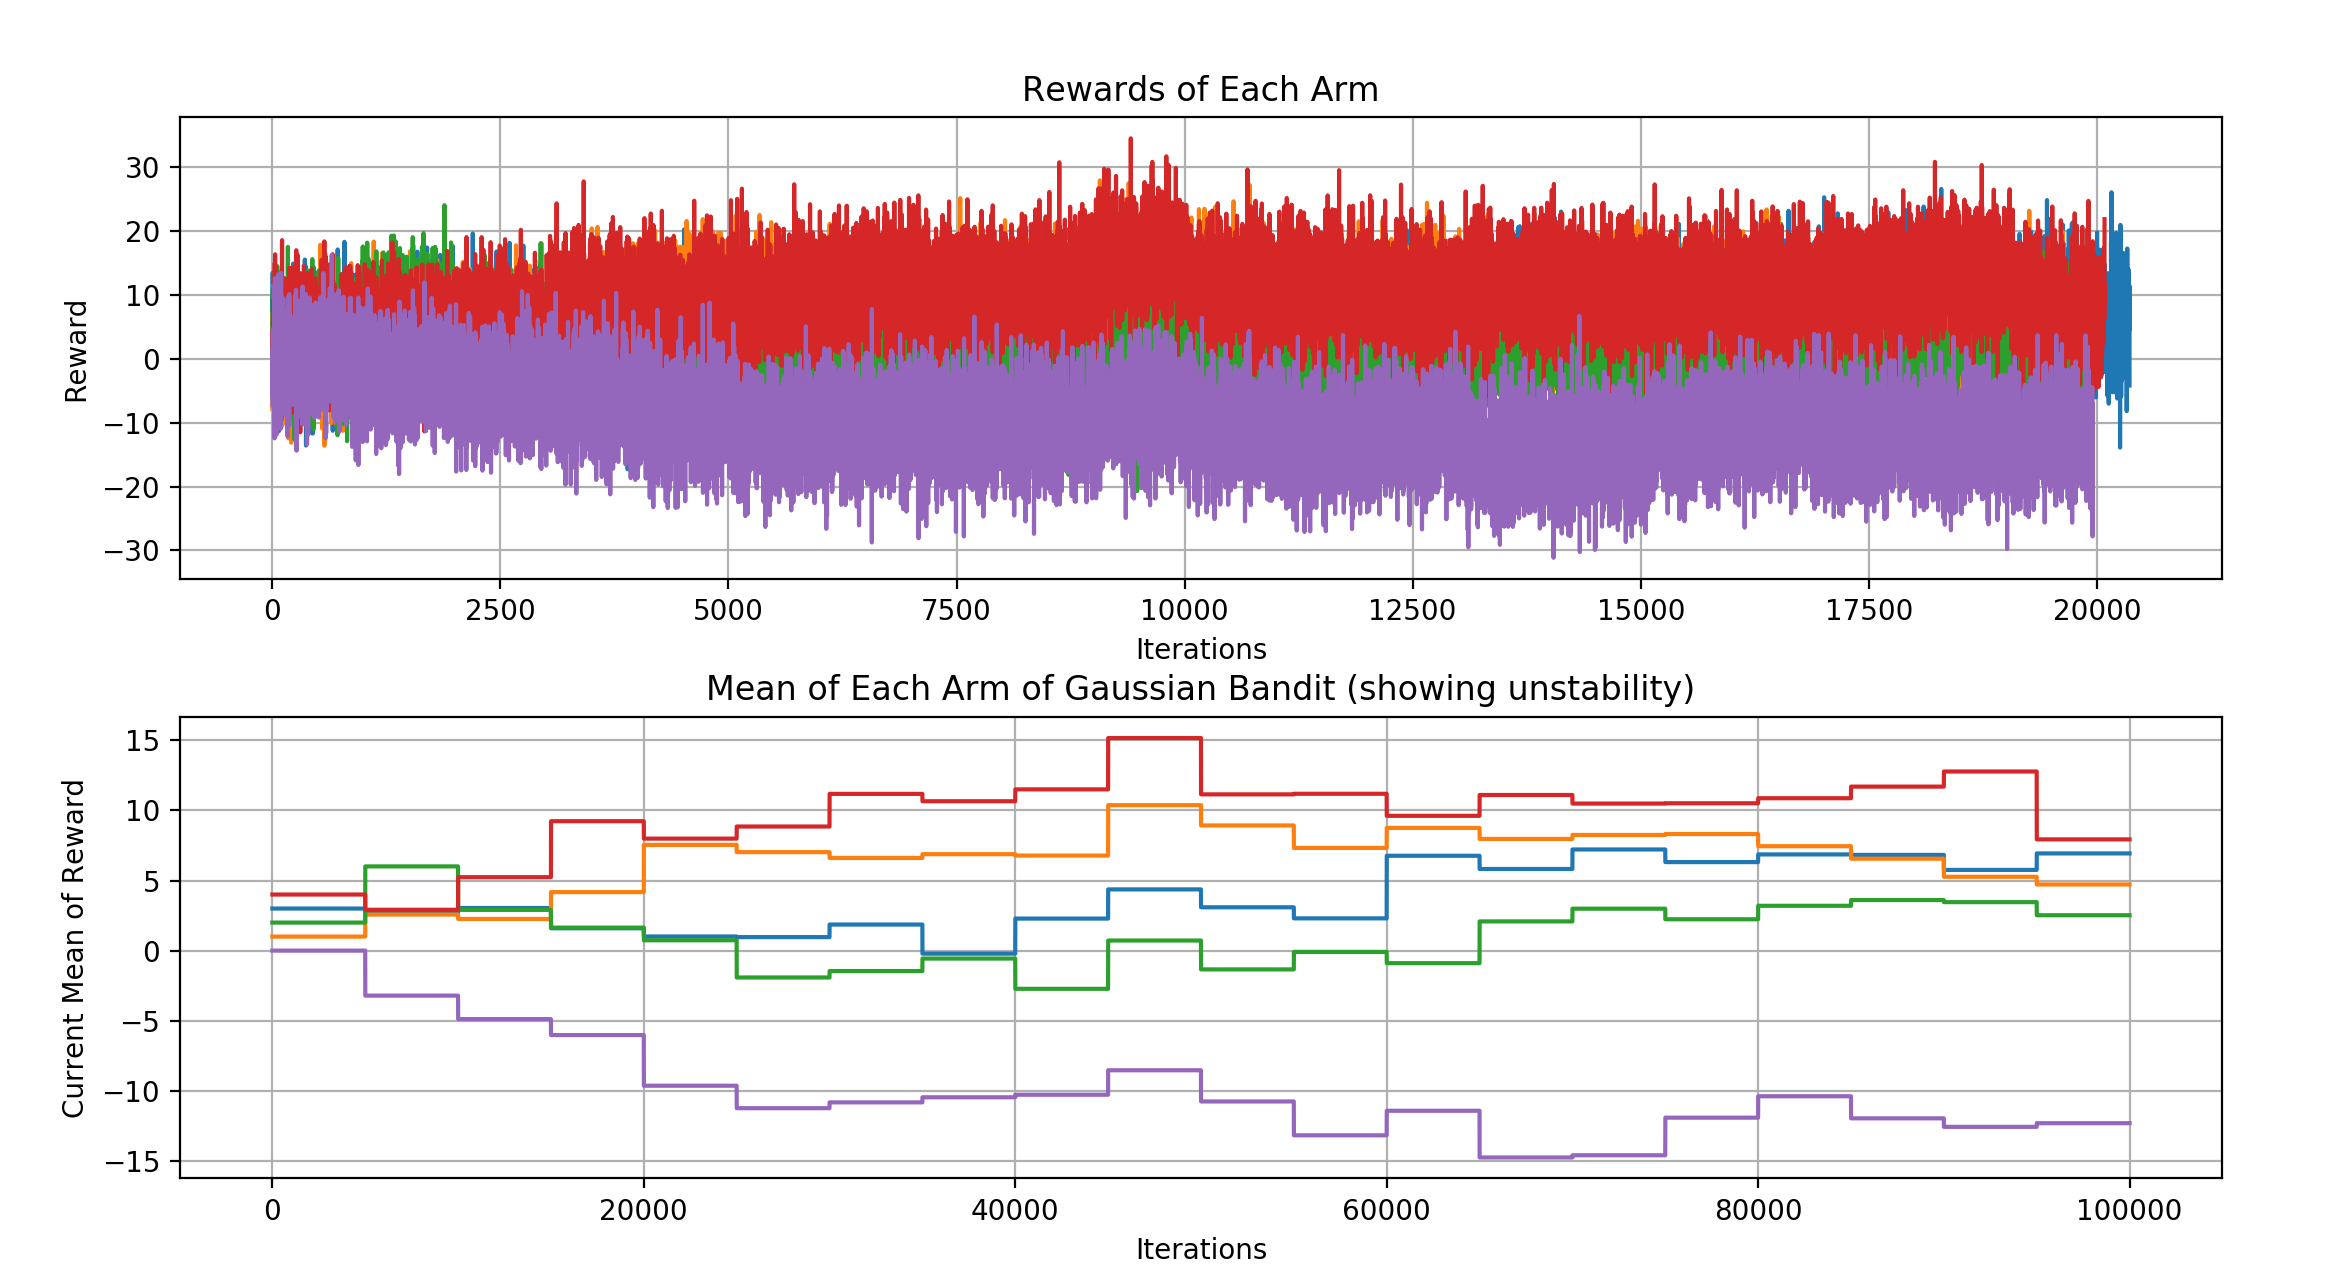 Rewards of Each Arm
Reward
30
20
10
0
−10
−20
−30
0 2500 5000 7500 10000 12500 15000 17500 20000
Iterations
Mean of Each Arm of Gaussian Bandit (showing unstability)
Current Mean of Reward
15
10
5
0
−5
−10
−15
0 20000 40000 60000 80000 100000
Iterations